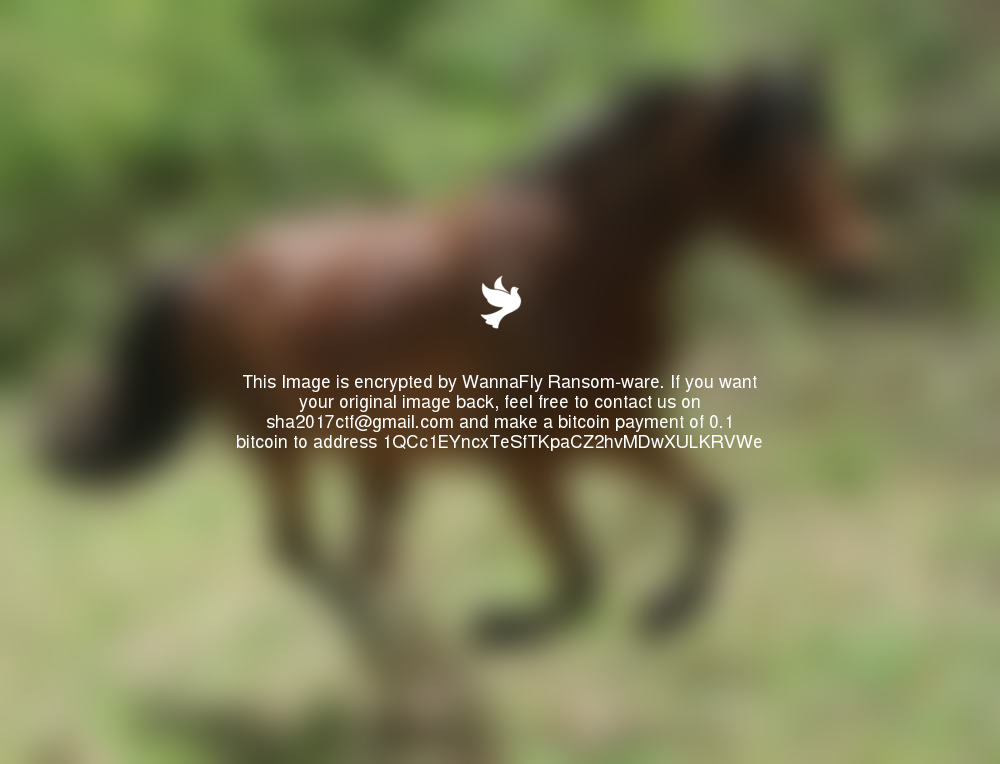 This Image is encrypted by WannaFly Ransom-ware. If you want
your original image back, feel free to contact us on
sha2017ctf@gmail.com and make a bitcoin payment of 0.1
bitcoin to address 1QCc1EYncxTeSfTKpaCZ2hvMDwXULKRVWe